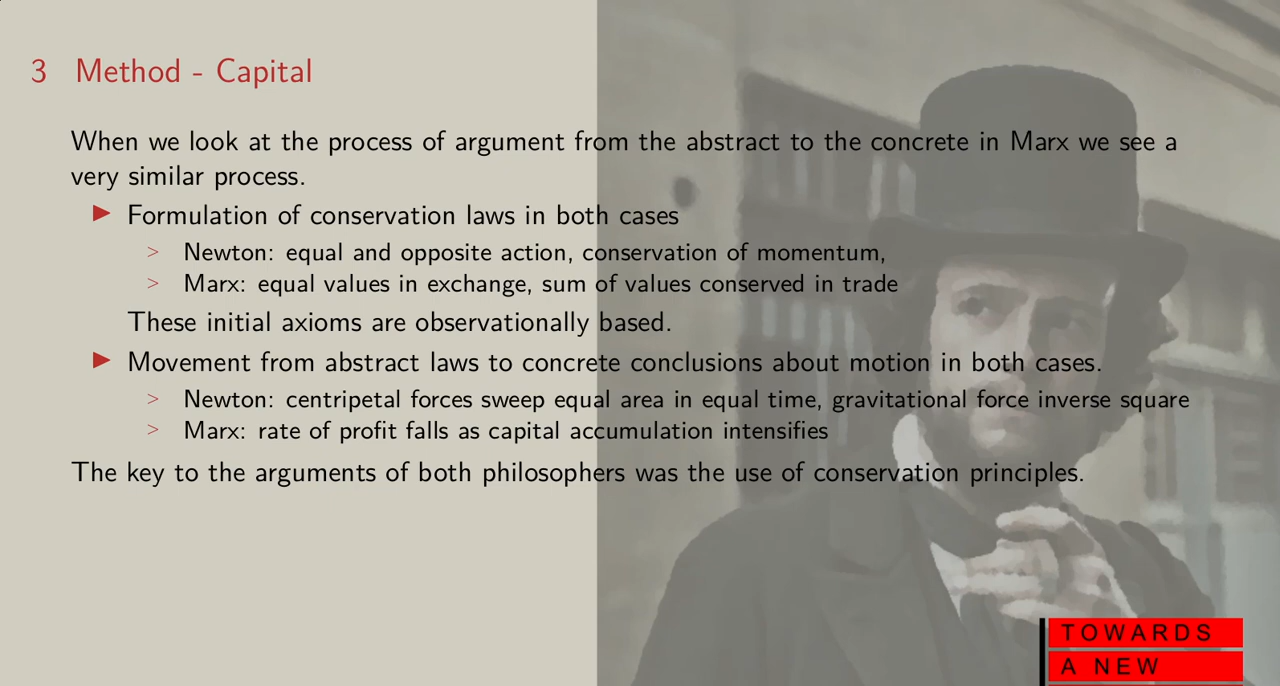 3 Method - Capital
When we look at the process of argument from the abstract to the concrete in Marx we see a
very similar process.
▶ Formulation of conservation laws in both cases
> Newton: equal and opposite action, conservation of momentum,
> Marx: equal values in exchange, sum of values conserved in trade
These initial axioms are observationally based.
▶ Movement from abstract laws to concrete conclusions about motion in both cases.
> Newton: centripetal forces sweep equal area in equal time, gravitational force inverse square
> Marx: rate of profit falls as capital accumulation intensifies
The key to the arguments of both philosophers was the use of conservation principles.
TOWARDS
A NEW